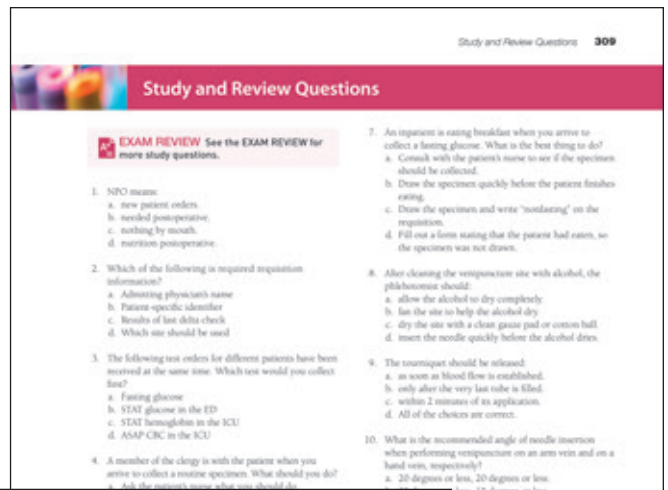 Study and Review Questions 309
Study and Review Questions
EXAM REVIEW See the EXAM REVIEW for
more study questions.
1. NPO means:
a. new patient orders.
b. needed postoperative.
c. nothing by mouth.
d. nutrition postoperative.
2. Which of the following is required requisition
information?
a. Admitting physician's name
b. Patient-specific identifier
c. Results of last delta check
d. Which site should be used
3. The following test orders for different patients have been
received at the same time. Which test would you collect
first?
a. Fasting glucose
b. STAT glucose in the ED
c. STAT hemoglobin in the ICU
d. ASAP CBC in the ICU
4. A member of the clergy is with the patient when you
arrive to collect a routine specimen. What should you do?
a. Ask the patient's nurse what you should do.
7. An inpatient is eating breakfast when you arrive to
collect a fasting glucose. What is the best thing to do?
a. Consult with the patient's nurse to see if the specimen
should be collected.
b. Draw the specimen quickly before the patient finishes
eating.
c. Draw the specimen and write "nonfasting" on the
requisition.
d. Fill out a form stating that the patient had eaten, so
the specimen was not drawn.
8. After cleaning the venipuncture site with alcohol, the
phlebotomist should:
a. allow the alcohol to dry completely.
b. fan the site to help the alcohol dry.
c. dry the site with a clean gauze pad or cotton ball.
d. insert the needle quickly before the alcohol dries.
9. The tourniquet should be released:
a. as soon as blood flow is established.
b. only after the very last tube is filled.
c. within 2 minutes of its application.
d. All of the choices are correct.
10. What is the recommended angle of needle insertion
when performing venipuncture on an arm vein and on a
hand vein, respectively?
a. 20 degrees or less, 20 degrees or less